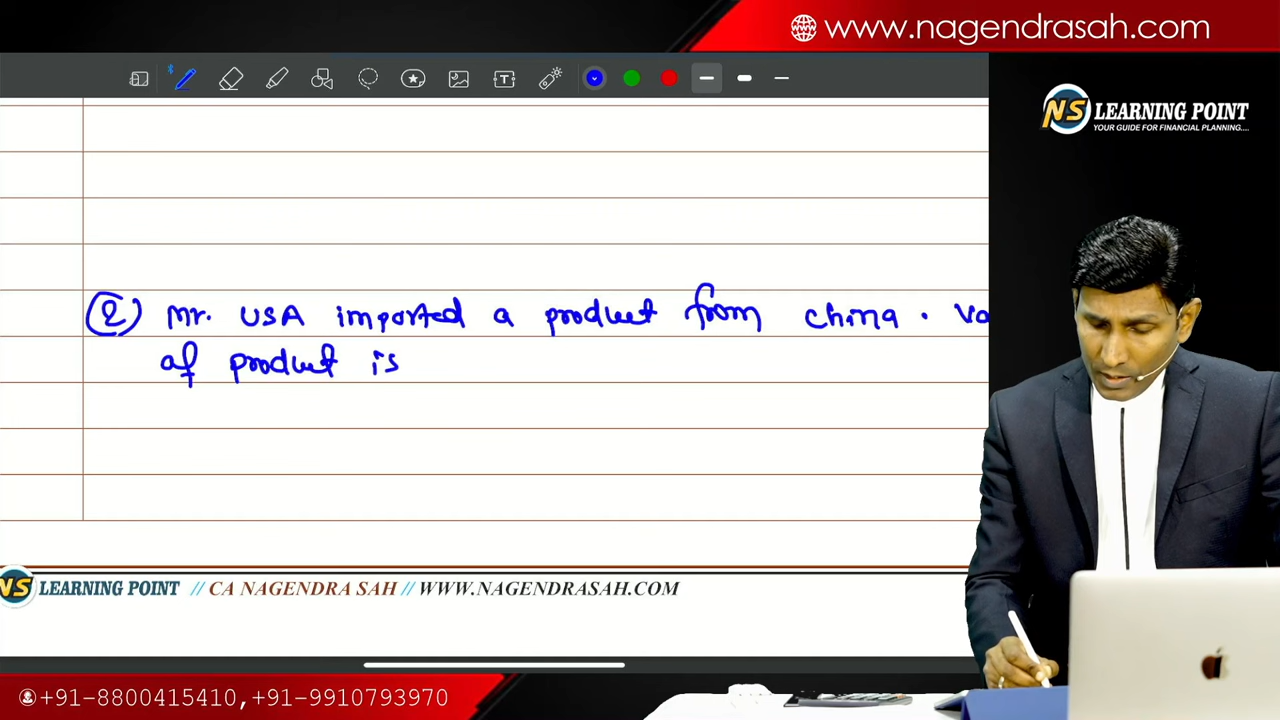 www.nagendrasah.com
NS LEARNING POINT
YOUR GUIDE FOR FINANCIAL PLANNING....
(2) Mr. USA imported a product from china. Va
of product is
NS LEARNING POINT // CA NAGENDRA SAH // WWW.NAGENDRASAH.COM
+91-8800415410,+91-9910793970